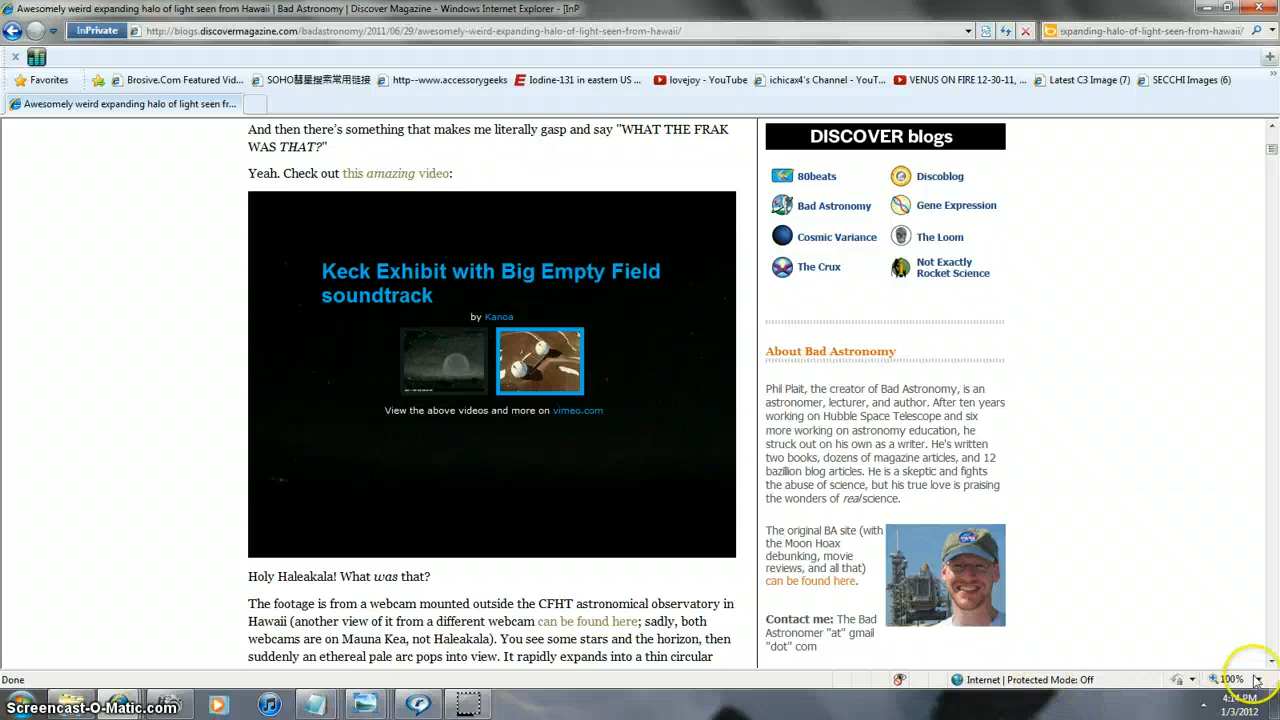 Awesomely weird expanding halo of light seen from Hawaii | Bad Astronomy | Discover Magazine - Windows Internet Explorer - [InP
InPrivate
http://blogs.discovermagazine.com/badastronomy/2011/06/29/awesomely-weird-expanding-halo-of-light-seen-from-hawaii/
expanding-halo-of-light-seen-from-hawaii/
Favorites
Brosive.Com Featured Vid...
SOHO彗星搜索常用链接
http--www.accessorygeeks
Iodine-131 in eastern US ...
lovejoy - YouTube
ichicax4's Channel - YouT...
VENUS ON FIRE 12-30-11, ...
Latest C3 Image (7)
SECCHI Images (6)
Awesomely weird expanding halo of light seen fr...
And then there's something that makes me literally gasp and say "WHAT THE FRAK
WAS THAT?"
Yeah. Check out this amazing video:
Keck Exhibit with Big Empty Field
soundtrack
by Kanoa
View the above videos and more on vimeo.com
Holy Haleakala! What was that?
The footage is from a webcam mounted outside the CFHT astronomical observatory in
Hawaii (another view of it from a different webcam can be found here; sadly, both
webcams are on Mauna Kea, not Haleakala). You see some stars and the horizon, then
suddenly an ethereal pale arc pops into view. It rapidly expands into a thin circular
DISCOVER blogs
80beats
Discoblog
Bad Astronomy
Gene Expression
Cosmic Variance
The Loom
The Crux
Not Exactly
Rocket Science
About Bad Astronomy
Phil Plait, the creator of Bad Astronomy, is an
astronomer, lecturer, and author. After ten years
working on Hubble Space Telescope and six
more working on astronomy education, he
struck out on his own as a writer. He's written
two books, dozens of magazine articles, and 12
bazillion blog articles. He is a skeptic and fights
the abuse of science, but his true love is praising
the wonders of real science.
The original BA site (with
the Moon Hoax
debunking, movie
reviews, and all that)
can be found here.
Contact me: The Bad
Astronomer "at" gmail
"dot" com
Done
Internet | Protected Mode: Off
100%
Screencast-O-Matic.com
4:14 PM
1/3/2012